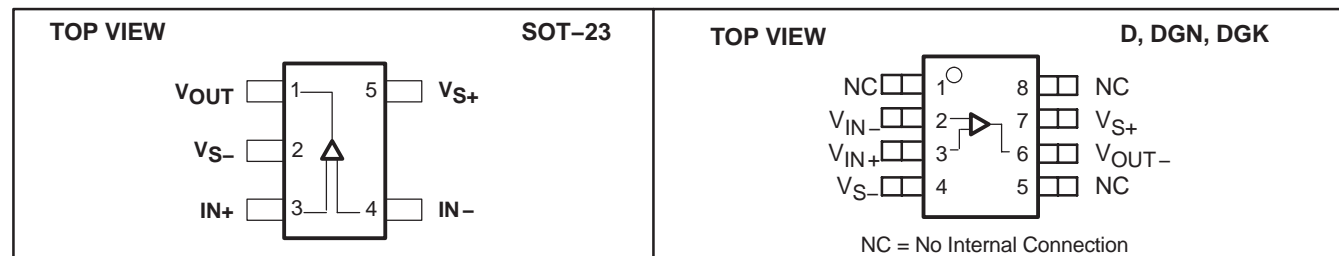 TOP VIEW SOT−23
VOUT 1 5 VS+
VS− 2
IN+ 3 4 IN−
TOP VIEW D, DGN, DGK
NC 1 8 NC
VIN− 2 7 VS+
VIN+ 3 6 VOUT−
VS− 4 5 NC
NC = No Internal Connection